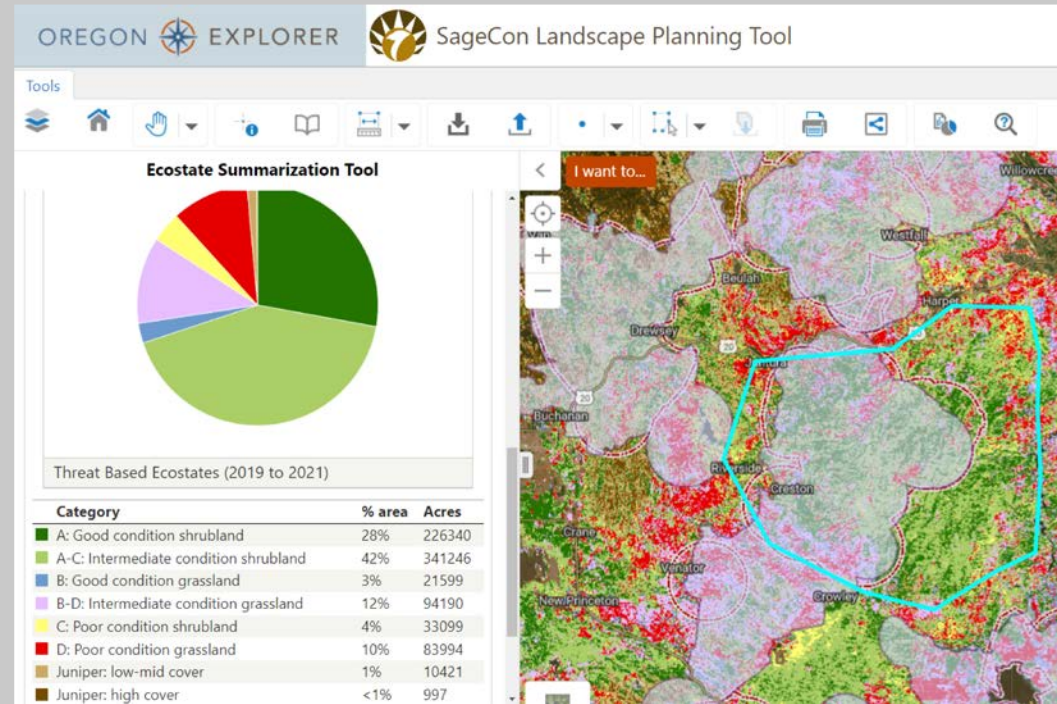 OREGON EXPLORER
SageCon Landscape Planning Tool
Tools
Ecostate Summarization Tool
I want to...
Threat Based Ecostates (2019 to 2021)
Category % area Acres
A: Good condition shrubland 28% 226340
A-C: Intermediate condition shrubland 42% 341246
B: Good condition grassland 3% 21599
B-D: Intermediate condition grassland 12% 94190
C: Poor condition shrubland 4% 33099
D: Poor condition grassland 10% 83994
Juniper: low-mid cover 1% 10421
Juniper: high cover <1% 997
Westfall
Beulah
Harper
Drewsey
20
Juntura
20
Buchanan
Riverside
Creston
Crane
Venator
New Princeton
Crowley